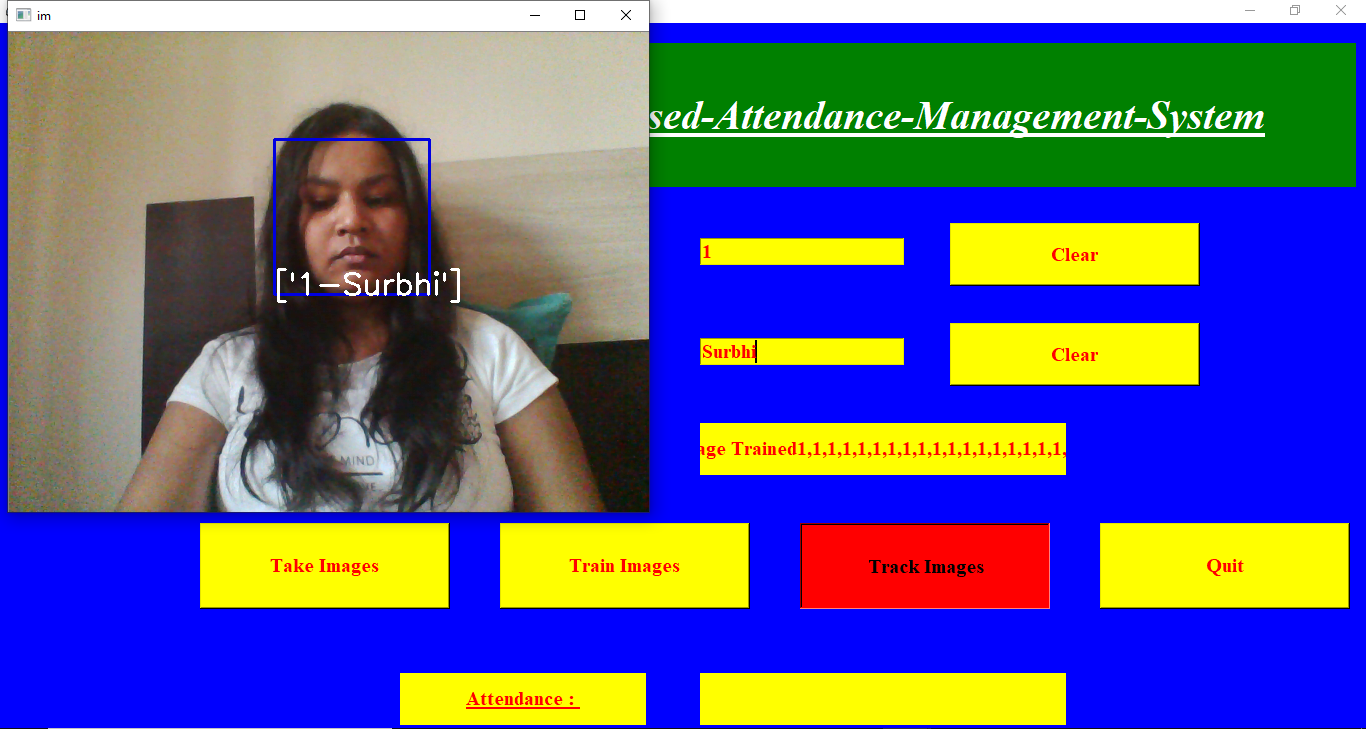 im
sed-Attendance-Management-System
1
Clear
['1-Surbhi']
Surbhi
Clear
age Trained1,1,1,1,1,1,1,1,1,1,1,1,1,1,1,1,1,1,
MIND
Take Images
Train Images
Track Images
Quit
Attendance :